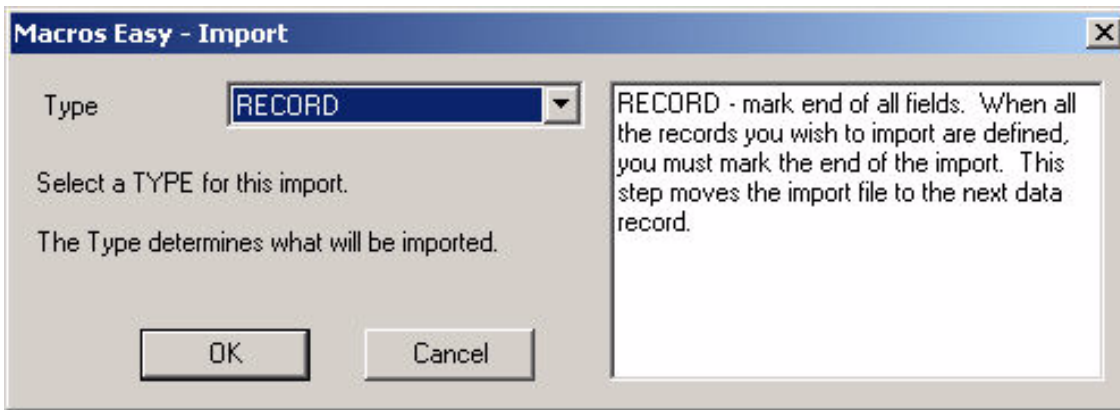 Macros Easy - Import
Type
RECORD
Select a TYPE for this import.
The Type determines what will be imported.
OK
Cancel
RECORD - mark end of all fields.  When all
the records you wish to import are defined,
you must mark the end of the import.  This
step moves the import file to the next data
record.